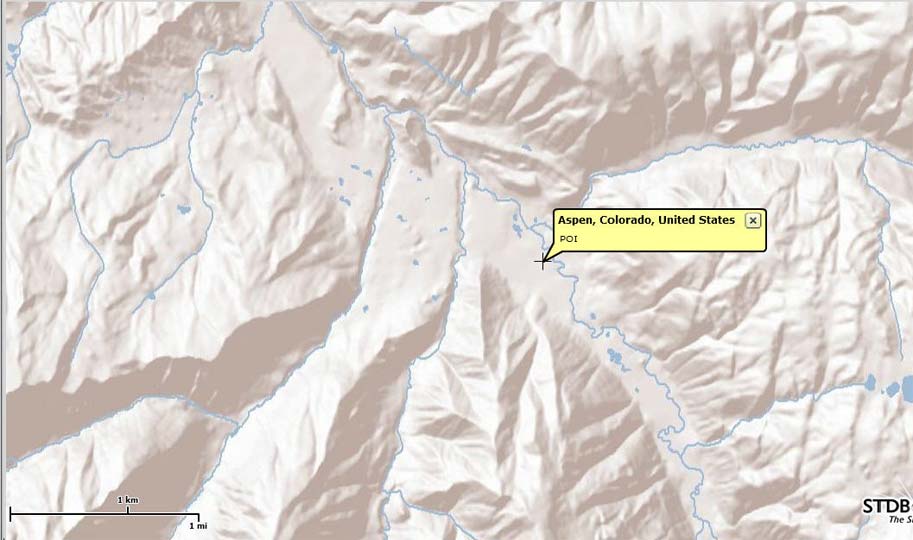 Aspen, Colorado, United States
POI
1 km
1 mi
STDB
The